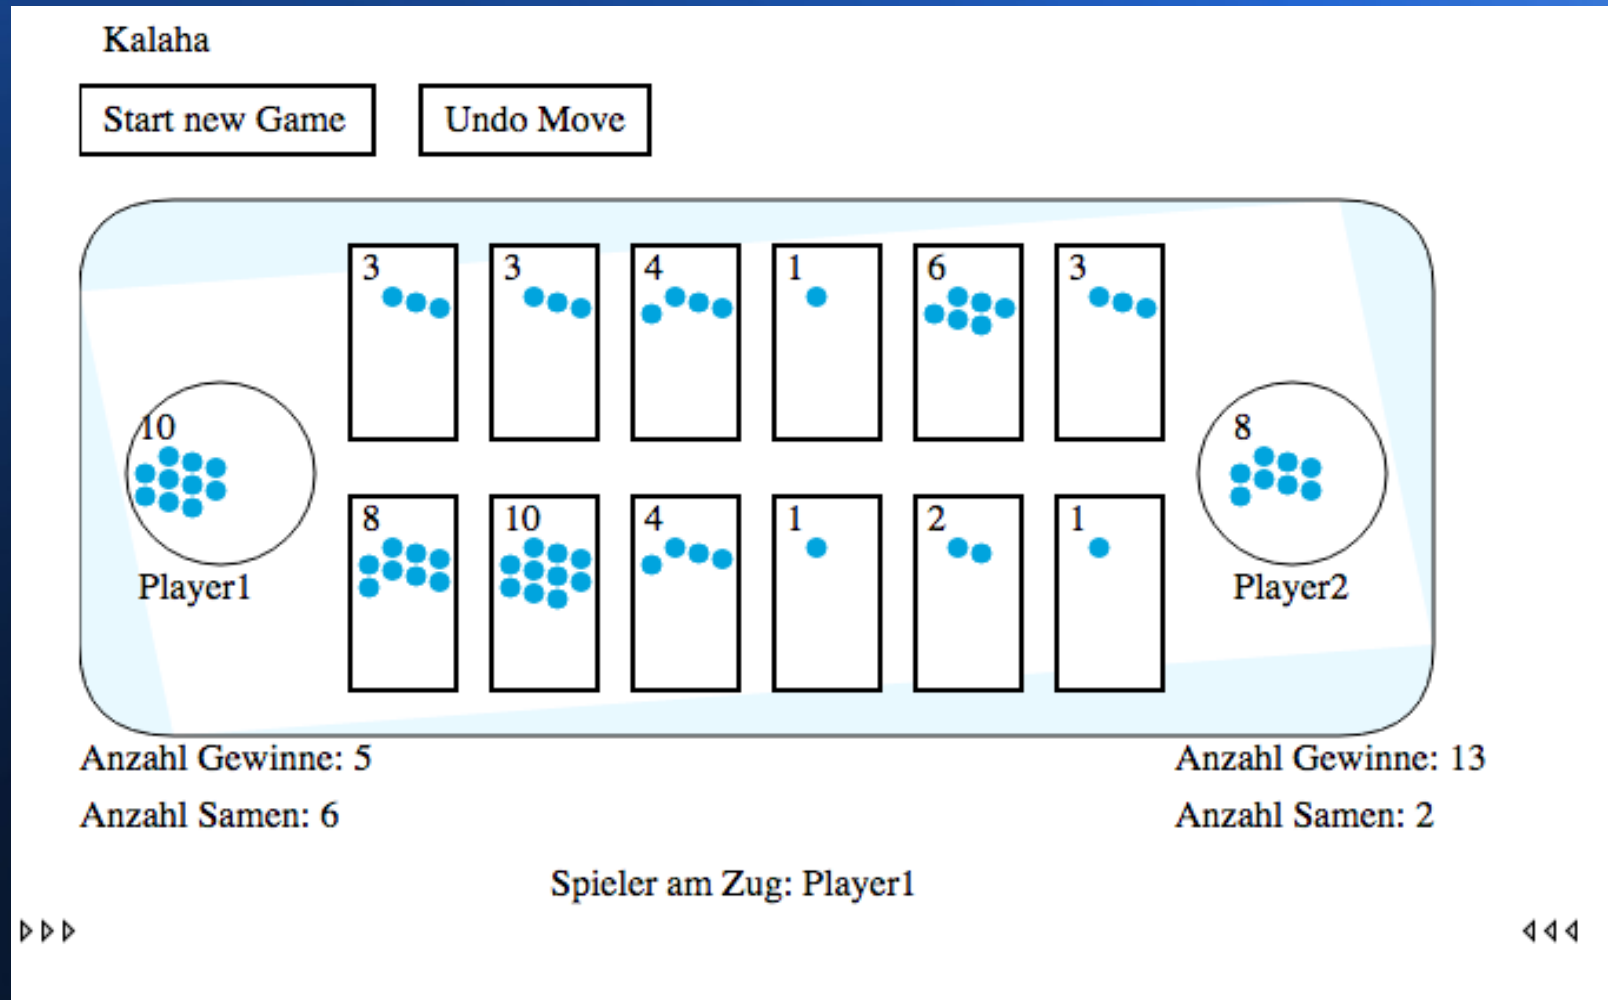 Kalaha
Start new Game Undo Move
3 3 4 1 6 3
10 8
8 10 4 1 2 1
Player1 Player2
Anzahl Gewinne: 5 Anzahl Gewinne: 13
Anzahl Samen: 6 Anzahl Samen: 2
Spieler am Zug: Player1